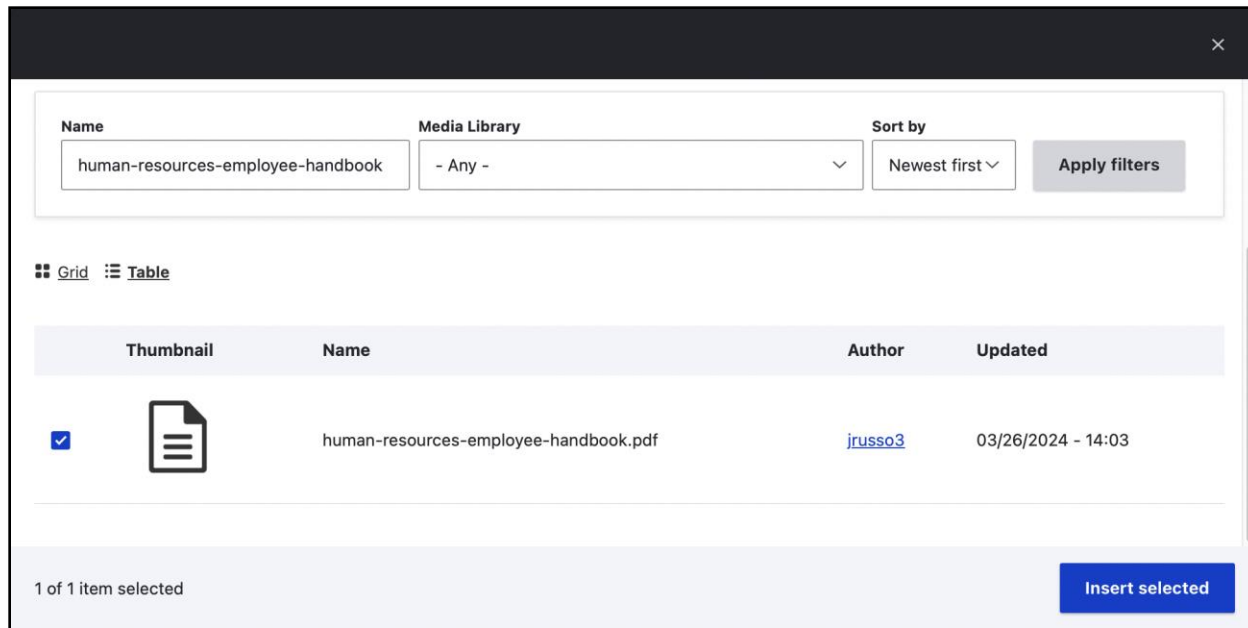 Name Media Library Sort by
human-resources-employee-handbook - Any - Newest first Apply filters
Grid Table
Thumbnail Name Author Updated
human-resources-employee-handbook.pdf jrusso3 03/26/2024 - 14:03
1 of 1 item selected Insert selected